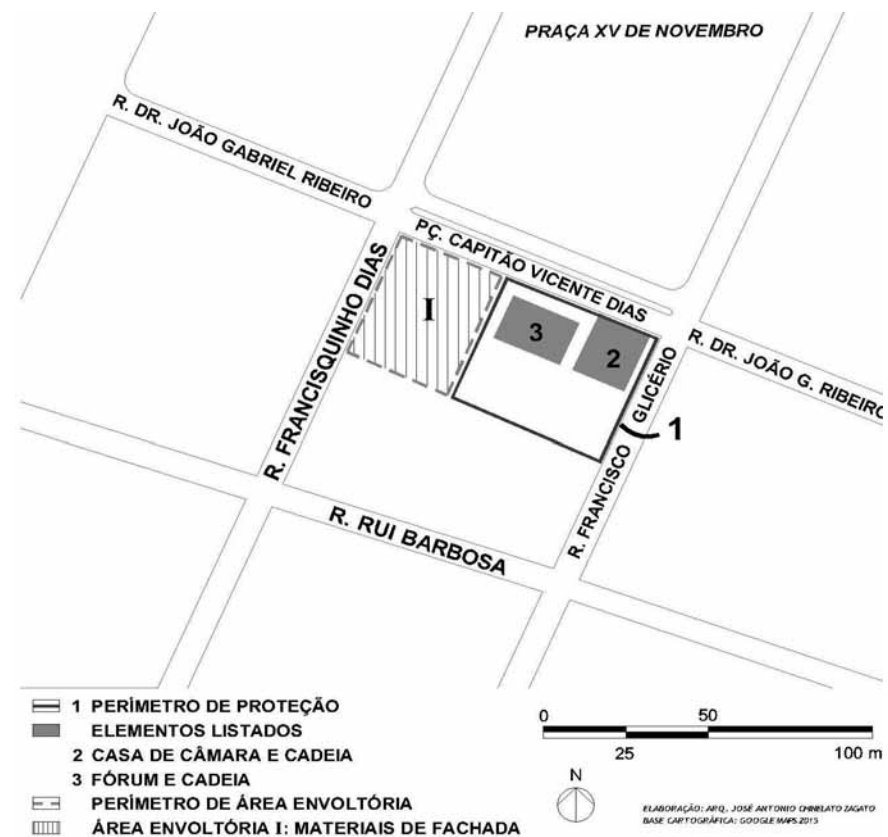 PRAÇA XV DE NOVEMBRO
R. DR. JOÃO GABRIEL RIBEIRO
PÇ. CAPITÃO VICENTE DIAS
R. FRANCISQUINHO DIAS
I
3
2
R. DR. JOÃO G. RIBEIRO
1
R. FRANCISCO GLICÉRIO
R. RUI BARBOSA
1 PERÍMETRO DE PROTEÇÃO
ELEMENTOS LISTADOS
2 CASA DE CÂMARA E CADEIA
3 FÓRUM E CADEIA
PERÍMETRO DE ÁREA ENVOLTÓRIA
ÁREA ENVOLTÓRIA I: MATERIAIS DE FACHADA
0 50
25 100 m
N
ELABORAÇÃO: ARQ. JOSÉ ANTONIO CHINELATO ZAGATO
BASE CARTOGRÁFICA: GOOGLE MAPS 2015